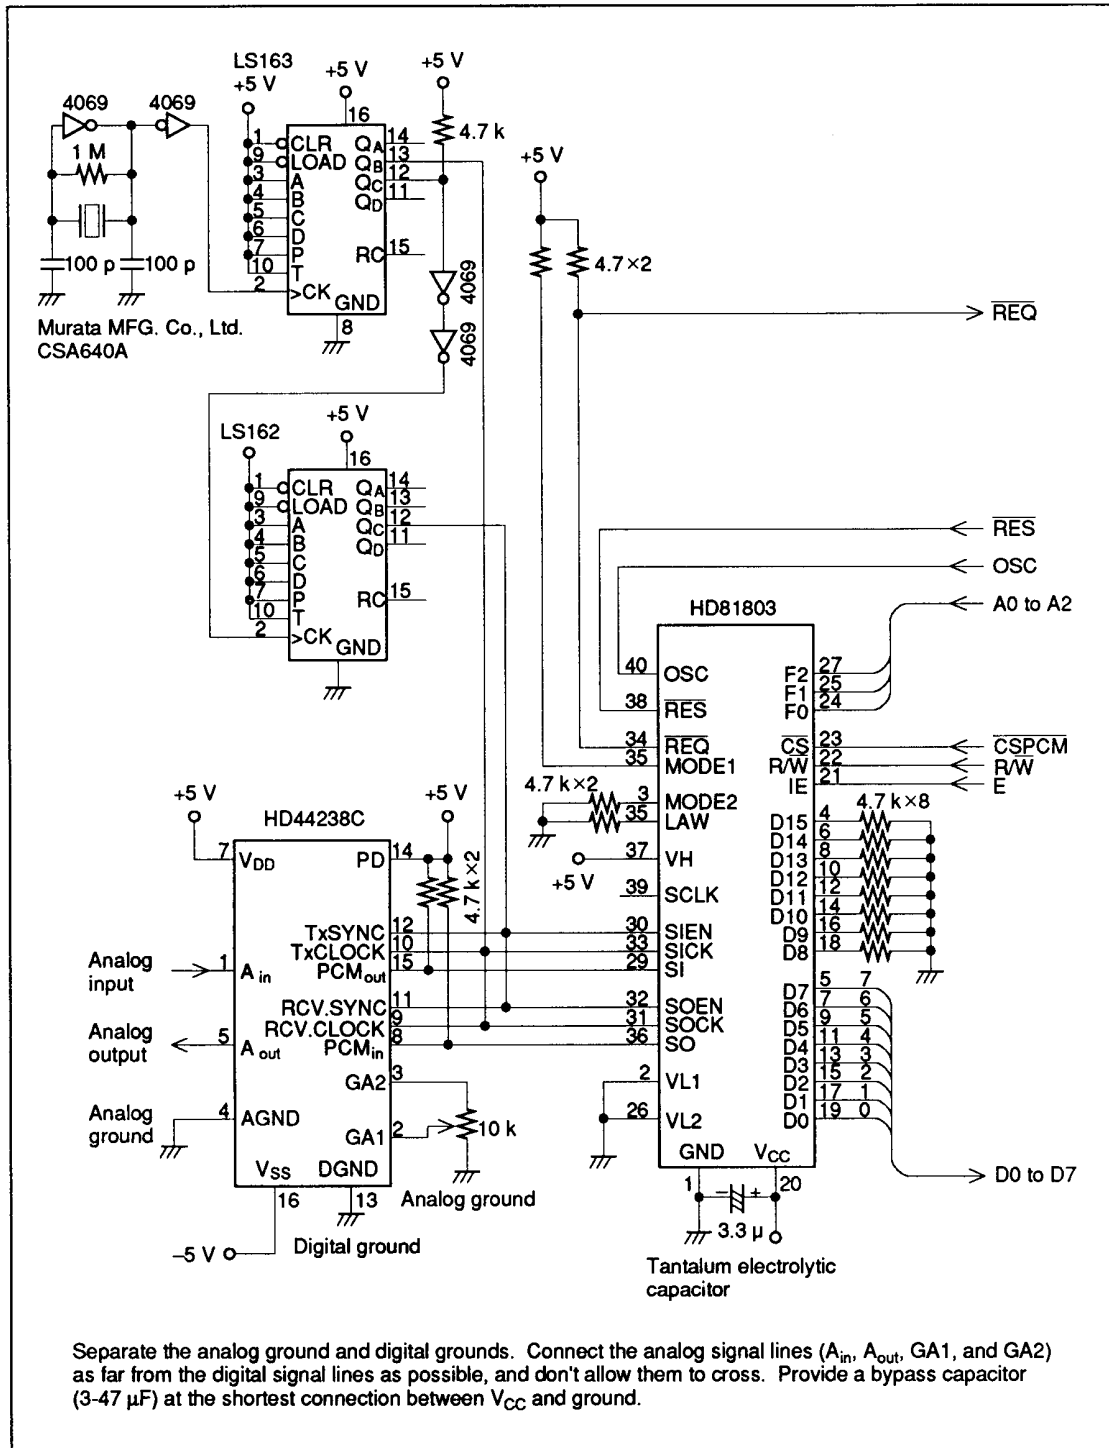 LS163
+5 V
+5 V
+5 V
4069
4069
1 M
100 p
100 p
Murata MFG. Co., Ltd.
CSA640A
16
1
9
3
4
5
6
7
10
2
CLR
LOAD
A
B
C
D
P
T
>CK
GND
8
QA
QB
QC
QD
RC
14
13
12
11
15
4.7 k
4069
4069
+5 V
4.7×2
REQ
LS162
+5 V
16
1
9
3
4
5
6
7
10
2
CLR
LOAD
A
B
C
D
P
T
>CK
GND
QA
QB
QC
QD
RC
14
13
12
11
15
RES
OSC
A0 to A2
HD81803
40 OSC
38 RES
34 REQ
35 MODE1
4.7 k×2
3 MODE2
35 LAW
+5 V
37 VH
39 SCLK
30 SIEN
33 SICK
29 SI
32 SOEN
31 SOCK
36 SO
2 VL1
26 VL2
GND
VCC
1
20
F2 27
F1 25
F0 24
CS 23 CSPCM
R/W 22 R/W
IE 21 E
4.7 k×8
D15 4
D14 6
D13 8
D12 10
D11 12
D10 14
D9 16
D8 18
D7 5 7
D6 7 6
D5 9 5
D4 11 4
D3 13 3
D2 15 2
D1 17 1
D0 19 0
D0 to D7
– +
3.3 µ
Tantalum electrolytic
capacitor
+5 V
HD44238C
+5 V
7 VDD
PD 14
4.7 k×2
TxSYNC 12
TxCLOCK 10
PCMout 15
RCV.SYNC 11
RCV.CLOCK 9
PCMin 8
GA2 3
GA1 2
10 k
Analog
input
1 Ain
Analog
output
5 Aout
Analog
ground
4 AGND
VSS
DGND
16
13
Analog ground
Digital ground
–5 V
Separate the analog ground and digital grounds. Connect the analog signal lines (Ain, Aout, GA1, and GA2)
as far from the digital signal lines as possible, and don't allow them to cross. Provide a bypass capacitor
(3-47 µF) at the shortest connection between VCC and ground.